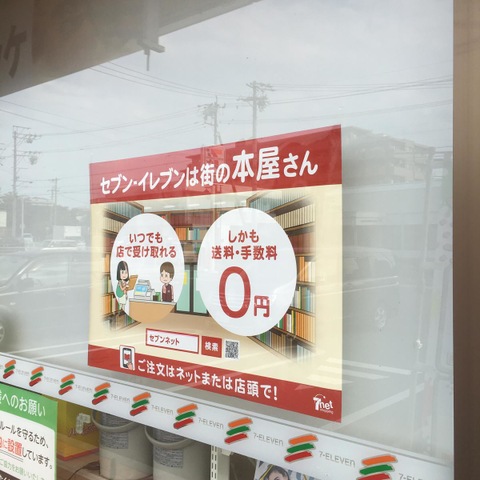 セブン-イレブンは街の本屋さん
いつでも
店で受け取れる
しかも
送料・手数料
0円
セブンネット 検索
ご注文はネットまたは店頭で!
7net
7-ELEVEN
7-ELEVEN
7-ELEVEN
7-ELEVEN
7-ELEVEN
へのお願い
ルールを守るため、
に設置しています。